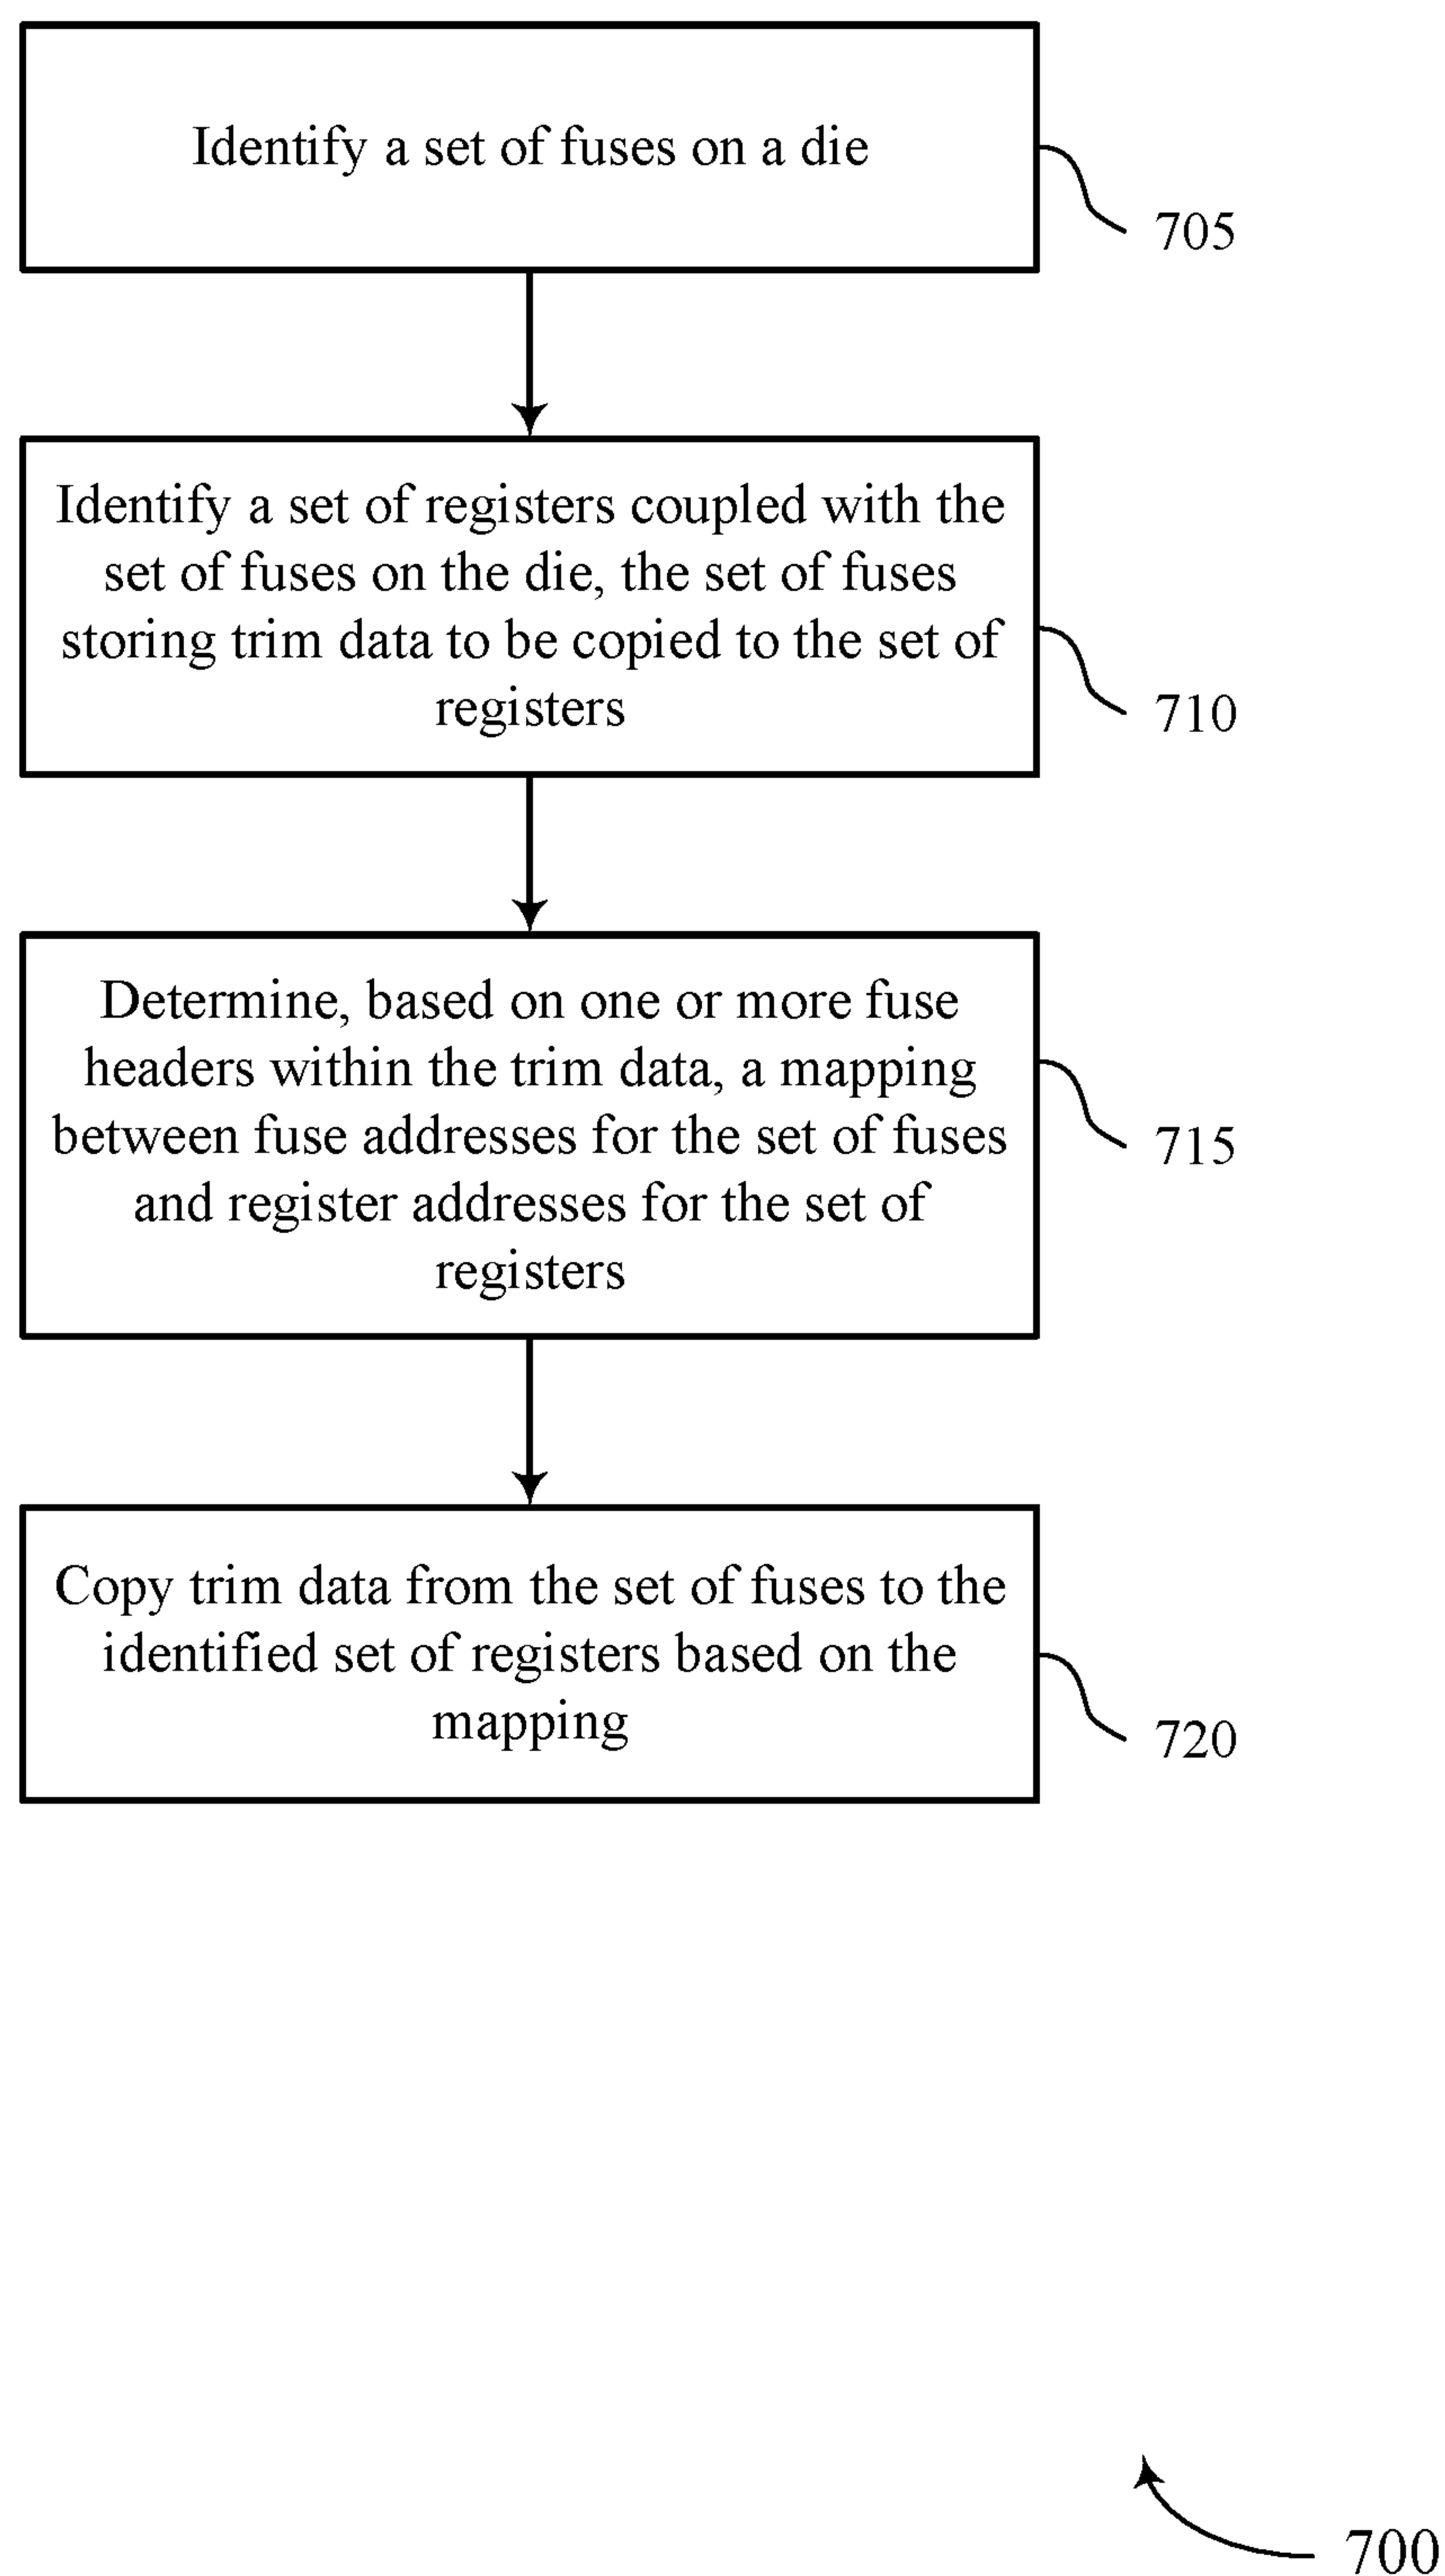 Identify a set of fuses on a die
705
Identify a set of registers coupled with the
set of fuses on the die, the set of fuses
storing trim data to be copied to the set of
registers
710
Determine, based on one or more fuse
headers within the trim data, a mapping
between fuse addresses for the set of fuses
and register addresses for the set of
registers
715
Copy trim data from the set of fuses to the
identified set of registers based on the
mapping
720
700